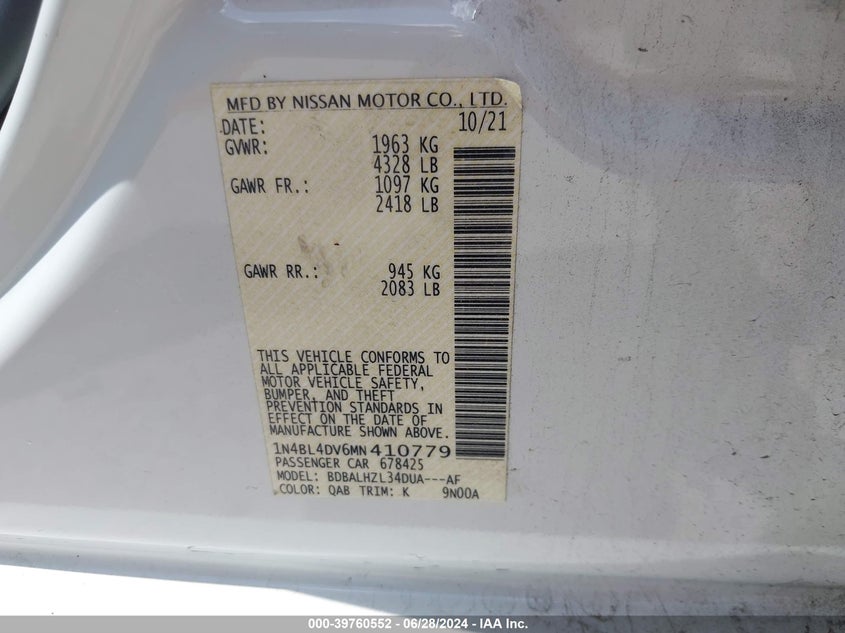 MFD BY NISSAN MOTOR CO., LTD.
DATE: 10/21
GVWR: 1963 KG
4328 LB
GAWR FR.: 1097 KG
2418 LB
GAWR RR.: 945 KG
2083 LB
THIS VEHICLE CONFORMS TO
ALL APPLICABLE FEDERAL
MOTOR VEHICLE SAFETY,
BUMPER, AND THEFT
PREVENTION STANDARDS IN
EFFECT ON THE DATE OF
MANUFACTURE SHOWN ABOVE.
1N4BL4DV6MN410779
PASSENGER CAR 678425
MODEL: BDBALHZL34DUA---AF
COLOR: QAB TRIM: K 9N00A
000-39760552 / 06/28/2024 - IAA Inc.